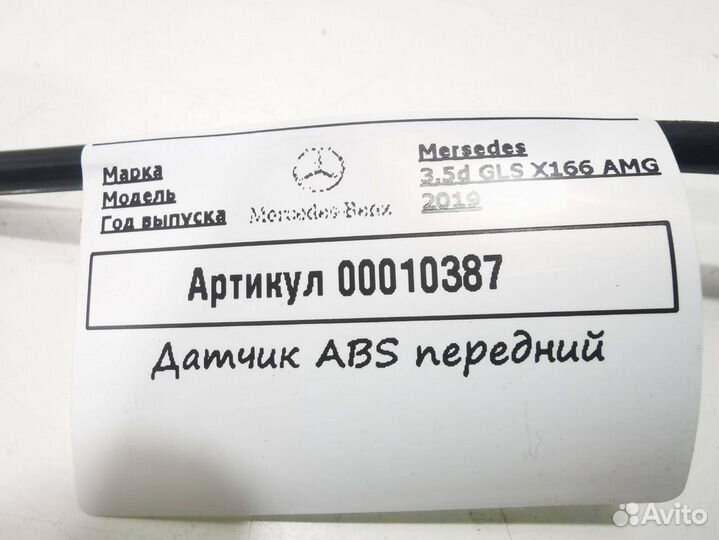 Марка
Mersedes
Модель
3.5d GLS X166 AMG
Год выпуска
2019
Mercedes-Benz
Артикул 00010387
Датчик ABS передний
Avito